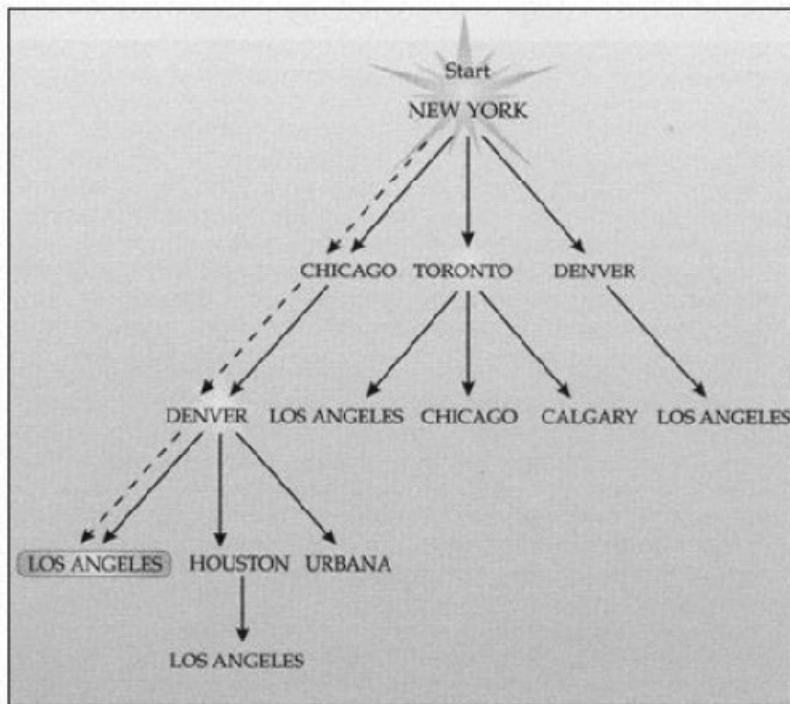 Start
NEW YORK
CHICAGO TORONTO DENVER
DENVER LOS ANGELES CHICAGO CALGARY LOS ANGELES
LOS ANGELES HOUSTON URBANA
LOS ANGELES